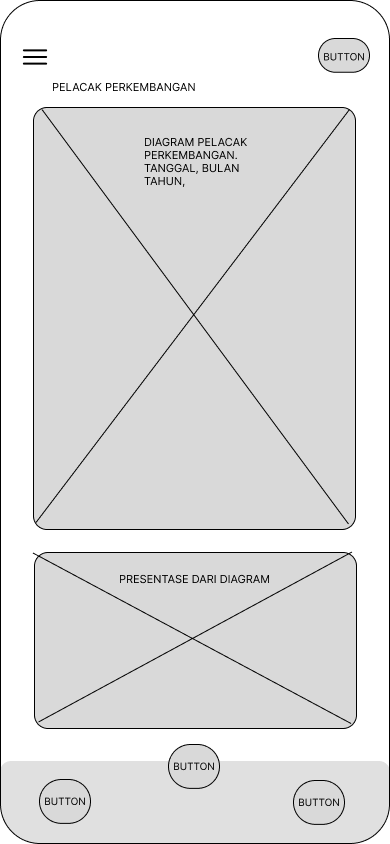 BUTTON
PELACAK PERKEMBANGAN
DIAGRAM PELACAK
PERKEMBANGAN.
TANGGAL, BULAN
TAHUN,
PRESENTASE DARI DIAGRAM
BUTTON
BUTTON
BUTTON